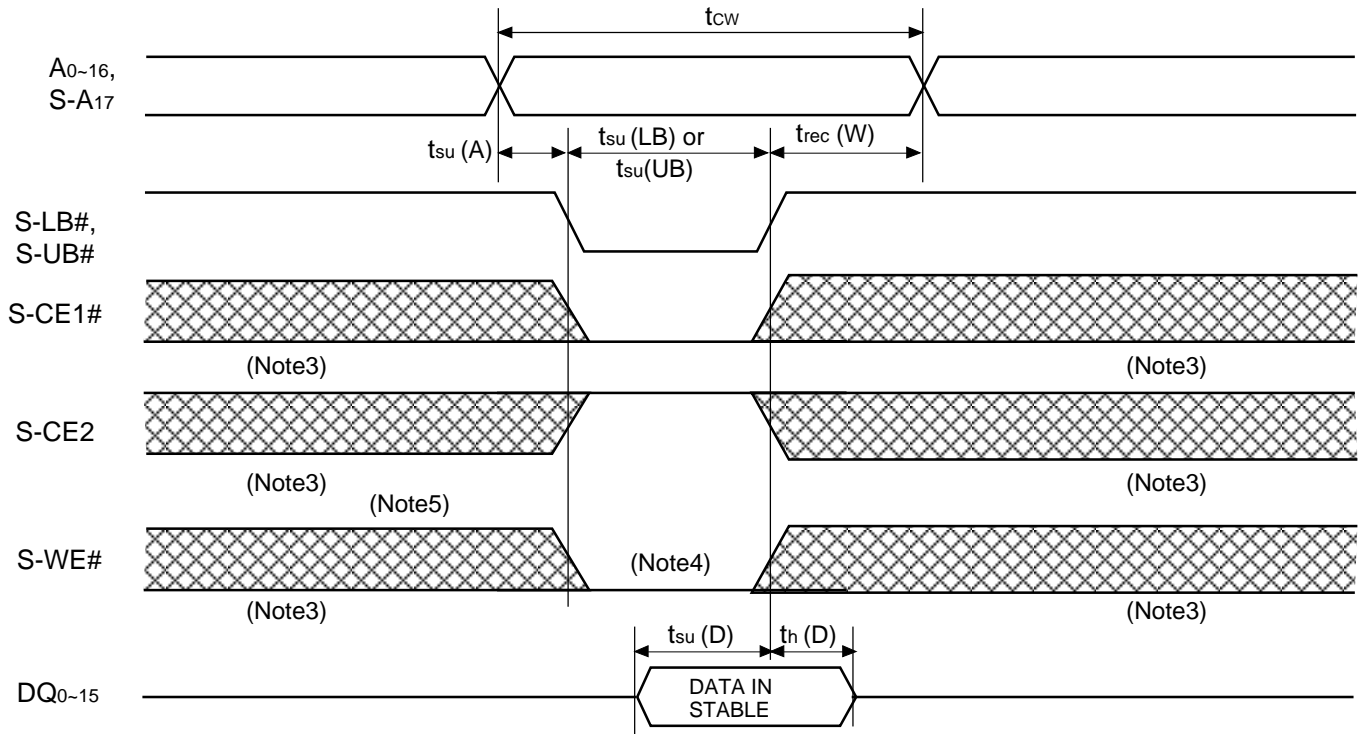 tCW
A0~16,
S-A17
tsu (A)
tsu (LB) or
tsu(UB)
trec (W)
S-LB#,
S-UB#
S-CE1#
(Note3)
(Note3)
S-CE2
(Note3)
(Note3)
(Note5)
S-WE#
(Note4)
(Note3)
(Note3)
tsu (D)
th (D)
DQ0~15
DATA IN
STABLE